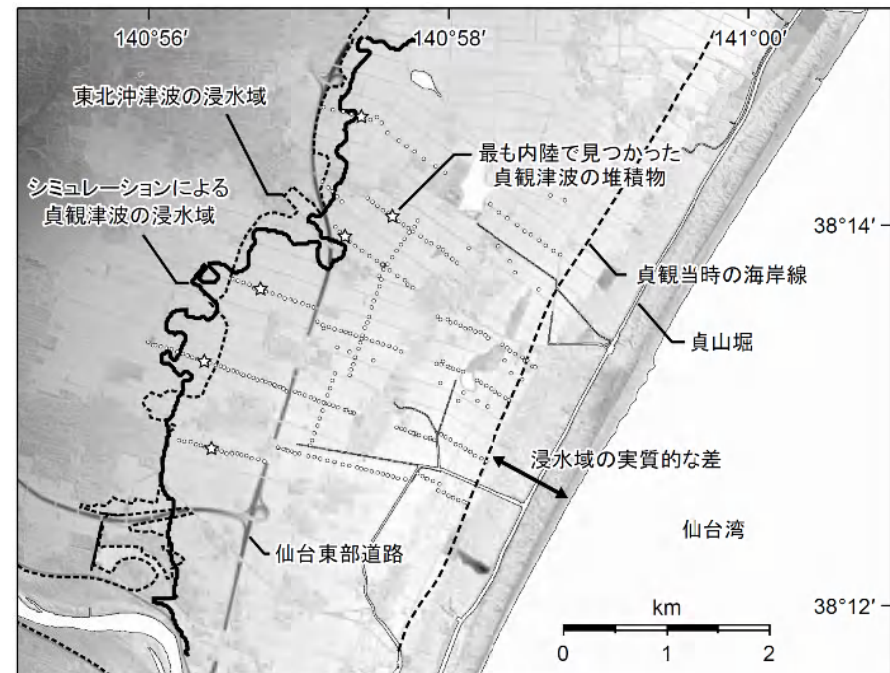 140°56′
140°58′
141°00′
東北沖津波の浸水域
最も内陸で見つかった
貞観津波の堆積物
シミュレーションによる
貞観津波の浸水域
38°14′
貞観当時の海岸線
貞山堀
浸水域の実質的な差
仙台湾
仙台東部道路
km
38°12′
0
1
2